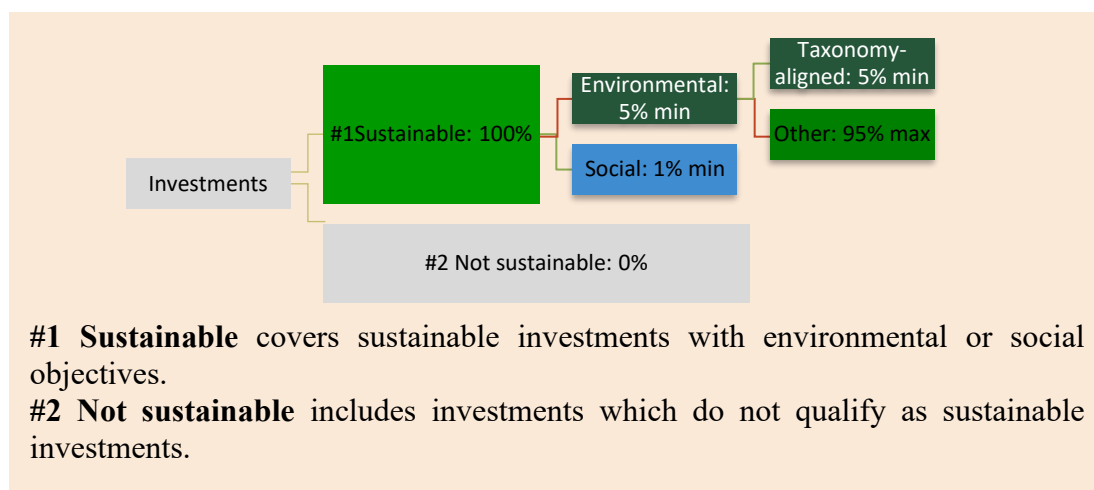 Taxonomy-
aligned: 5% min
Environmental:
5% min
#1Sustainable: 100%
Other: 95% max
Social: 1% min
Investments
#2 Not sustainable: 0%
#1 Sustainable covers sustainable investments with environmental or social
objectives.
#2 Not sustainable includes investments which do not qualify as sustainable
investments.